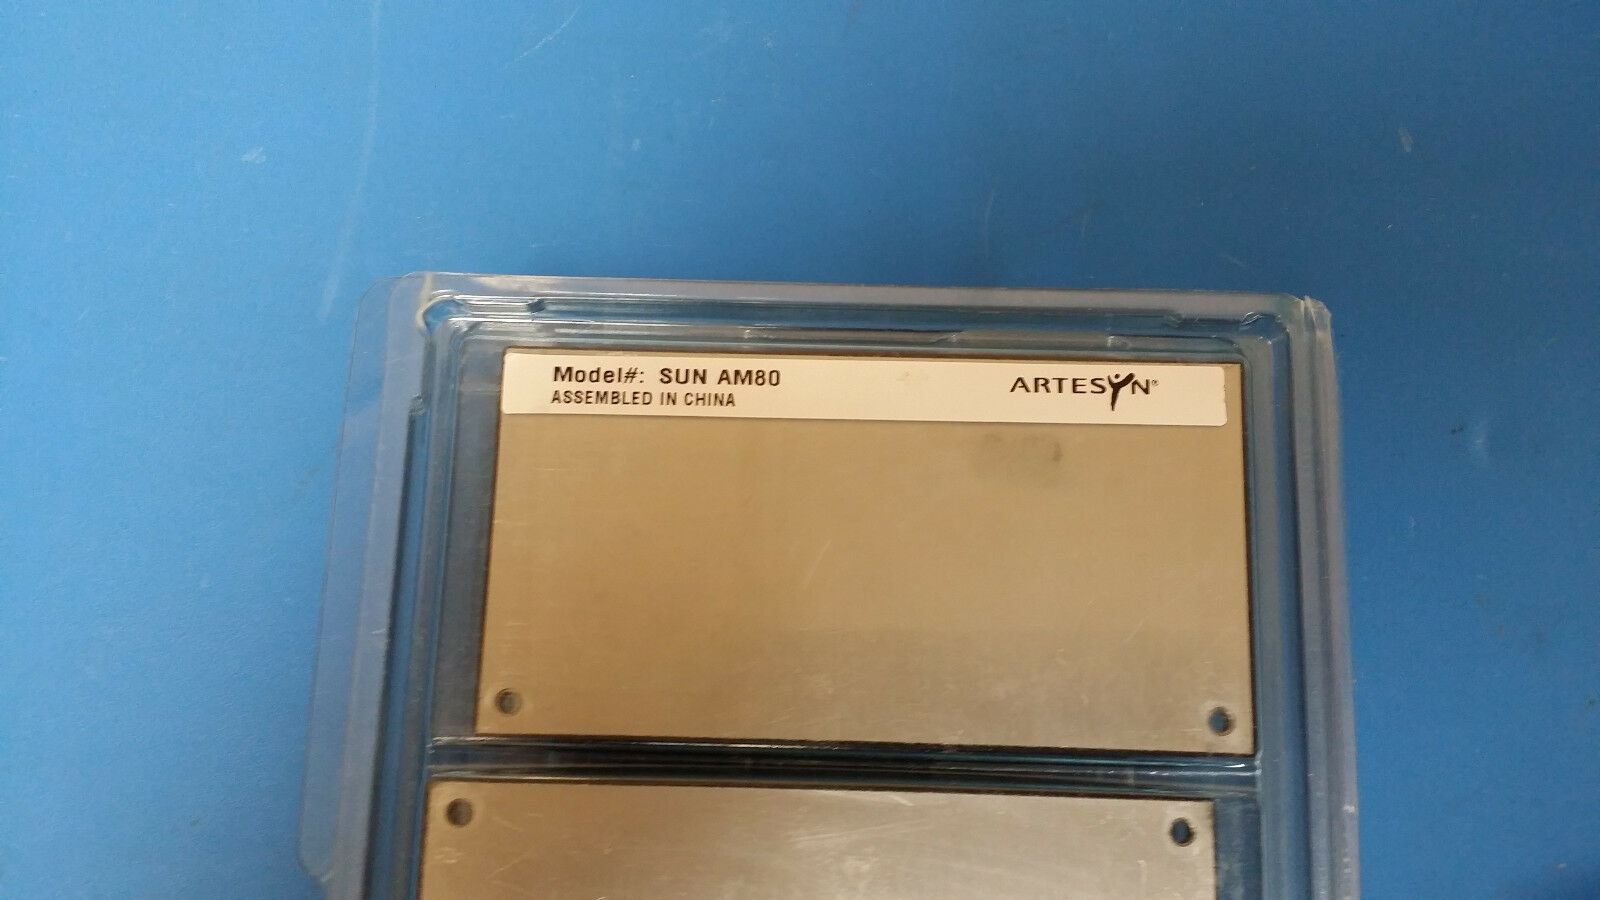 Model#: SUN AM80
ASSEMBLED IN CHINA
ARTESYN®